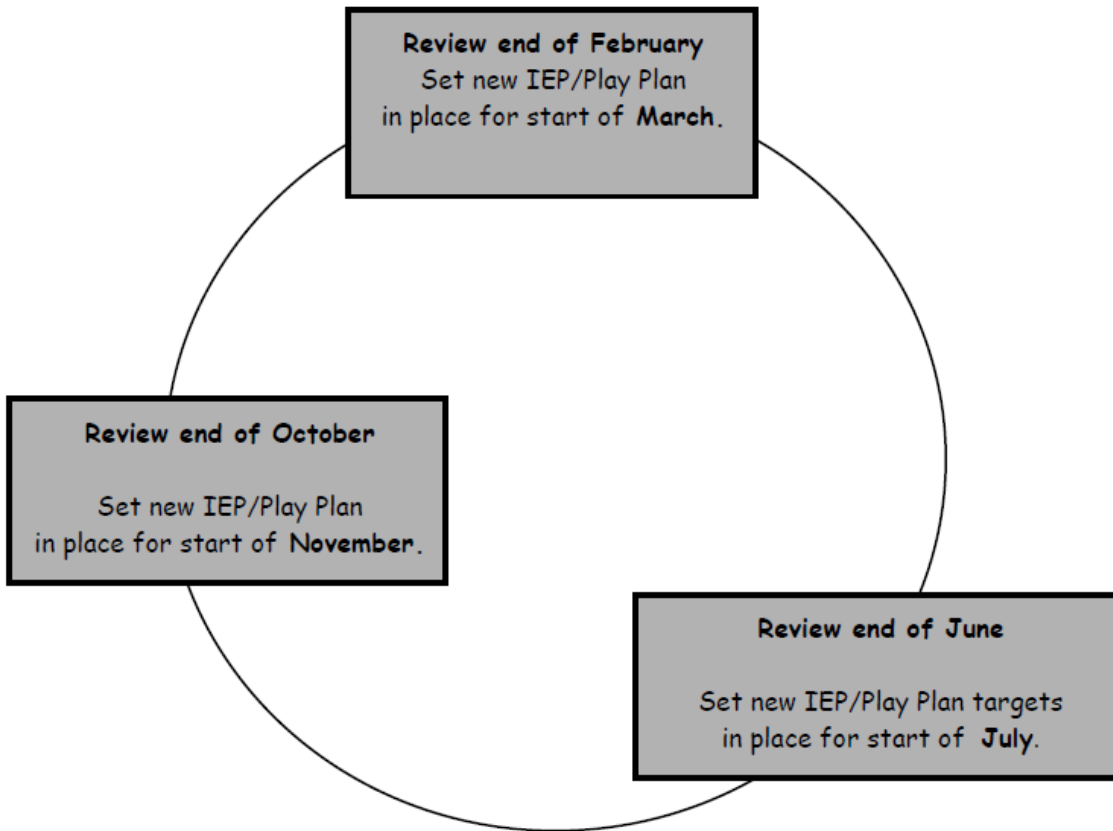 Review end of February
Set new IEP/Play Plan
in place for start of March.
Review end of October
Set new IEP/Play Plan
in place for start of November.
Review end of June
Set new IEP/Play Plan targets
in place for start of July.